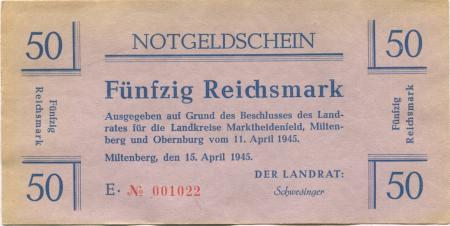 50
NOTGELDSCHEIN
50
Fünfzig
Reichsmark
Fünfzig Reichsmark
Ausgegeben auf Grund des Beschlusses des Land-
rates für die Landkreise Marktheidenfeld, Milten-
berg und Obernburg vom 11. April 1945.
Miltenberg, den 15. April 1945.
DER LANDRAT:
E. № 001022
Schwesinger
Fünfzig
Reichsmark
50
50